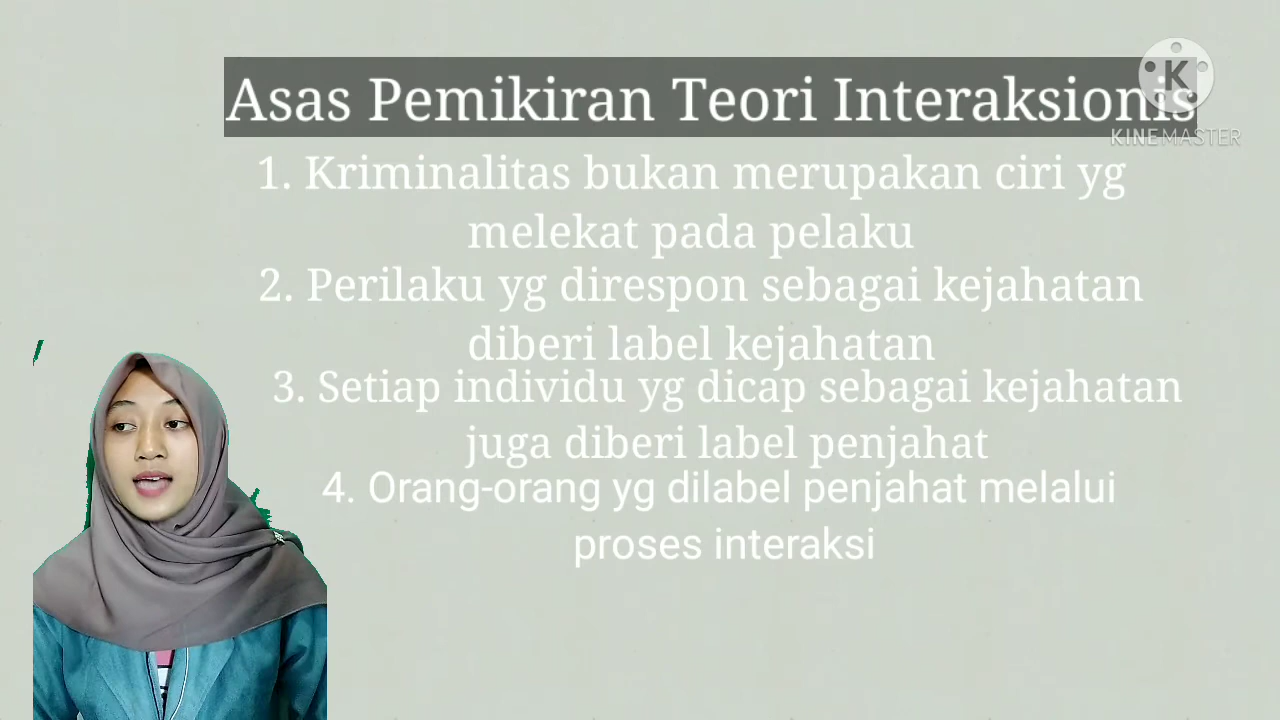 Asas Pemikiran Teori Interaksionis
K
KINEMASTER
1. Kriminalitas bukan merupakan ciri yg
melekat pada pelaku
2. Perilaku yg direspon sebagai kejahatan
diberi label kejahatan
3. Setiap individu yg dicap sebagai kejahatan
juga diberi label penjahat
4. Orang-orang yg dilabel penjahat melalui
proses interaksi